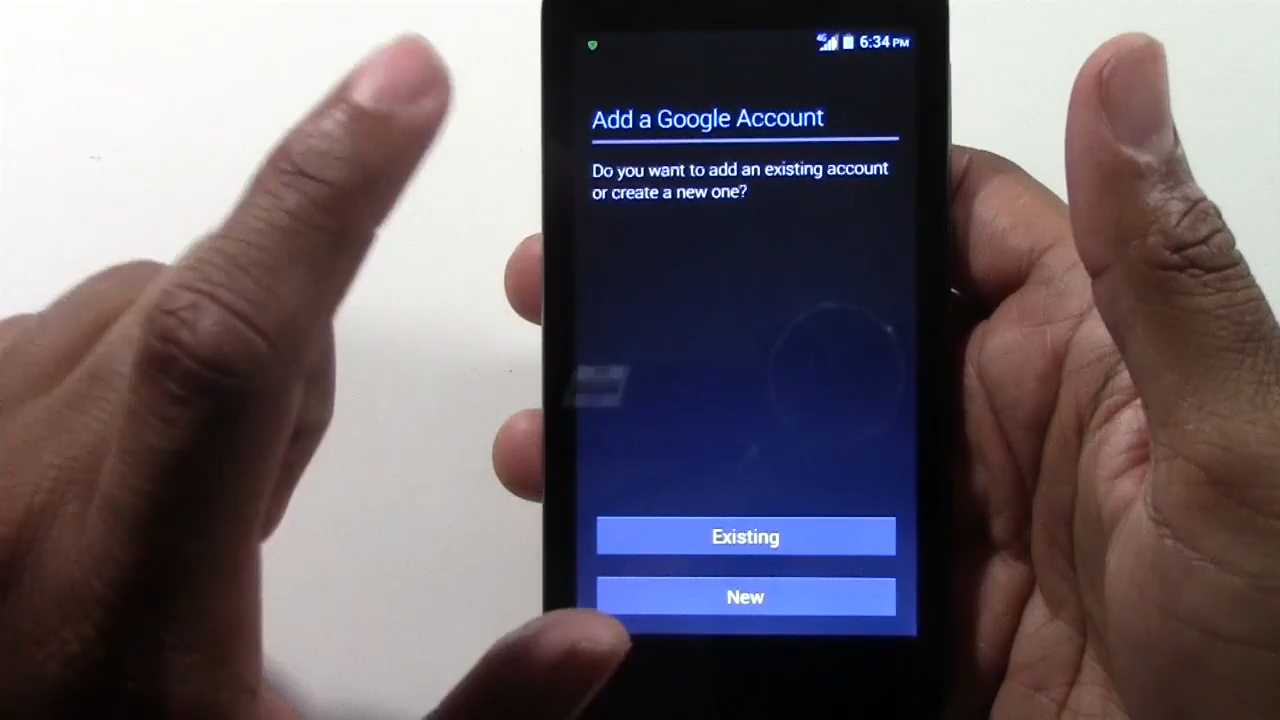 4G 6:34 PM
Add a Google Account
Do you want to add an existing account
or create a new one?
Existing
New